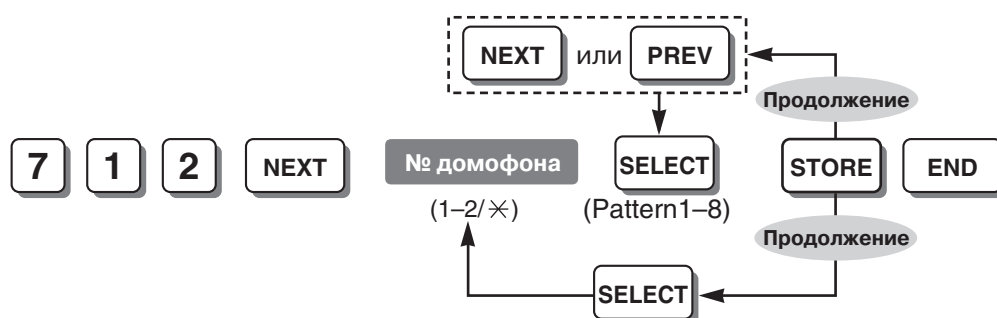 NEXT или PREV
Продолжение
7 1 2 NEXT № домофона SELECT STORE END
(1–2/✳) (Pattern1–8)
Продолжение
SELECT